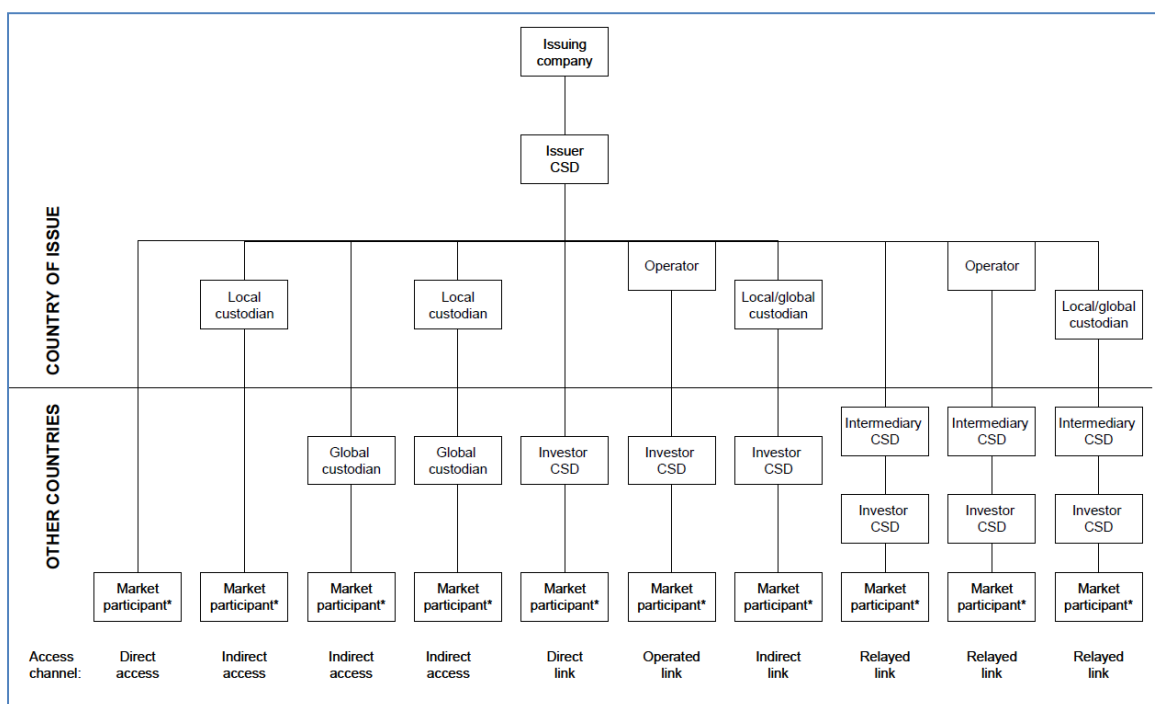 Issuing
company
Issuer
CSD
COUNTRY OF ISSUE
Operator
Operator
Local
custodian
Local
custodian
Local/global
custodian
Local/global
custodian
OTHER COUNTRIES
Intermediary
CSD
Intermediary
CSD
Intermediary
CSD
Global
custodian
Global
custodian
Investor
CSD
Investor
CSD
Investor
CSD
Investor
CSD
Investor
CSD
Investor
CSD
Market
participant*
Market
participant*
Market
participant*
Market
participant*
Market
participant*
Market
participant*
Market
participant*
Market
participant*
Market
participant*
Market
participant*
Access
channel:
Direct
access
Indirect
access
Indirect
access
Indirect
access
Direct
link
Operated
link
Indirect
link
Relayed
link
Relayed
link
Relayed
link